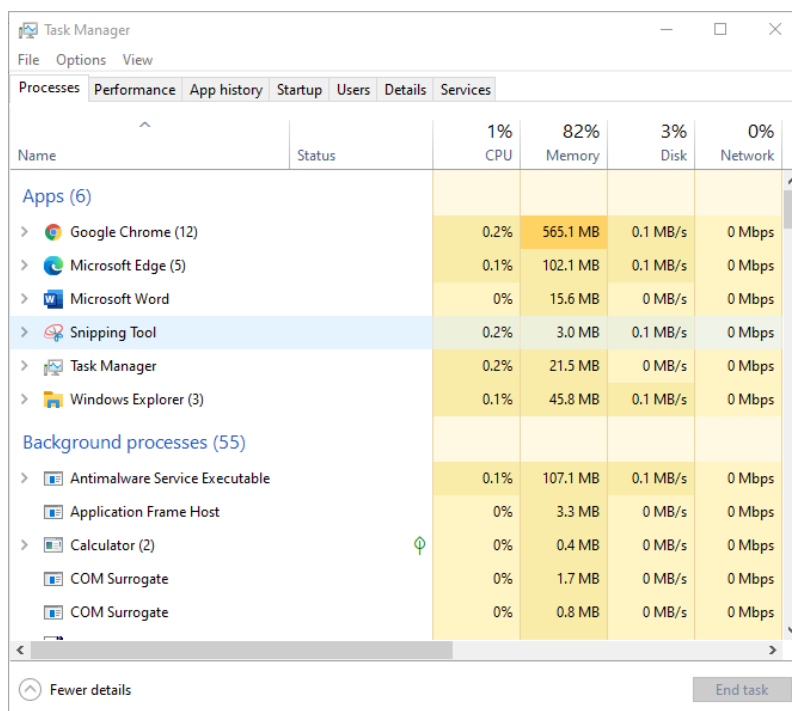 Task Manager
File Options View
Processes Performance App history Startup Users Details Services
1% 82% 3% 0%
Name Status CPU Memory Disk Network
Apps (6)
Google Chrome (12) 0.2% 565.1 MB 0.1 MB/s 0 Mbps
Microsoft Edge (5) 0.1% 102.1 MB 0.1 MB/s 0 Mbps
Microsoft Word 0% 15.6 MB 0 MB/s 0 Mbps
Snipping Tool 0.2% 3.0 MB 0.1 MB/s 0 Mbps
Task Manager 0.2% 21.5 MB 0 MB/s 0 Mbps
Windows Explorer (3) 0.1% 45.8 MB 0.1 MB/s 0 Mbps
Background processes (55)
Antimalware Service Executable 0.1% 107.1 MB 0.1 MB/s 0 Mbps
Application Frame Host 0% 3.3 MB 0 MB/s 0 Mbps
Calculator (2) 0% 0.4 MB 0 MB/s 0 Mbps
COM Surrogate 0% 1.7 MB 0 MB/s 0 Mbps
COM Surrogate 0% 0.8 MB 0 MB/s 0 Mbps
Fewer details End task